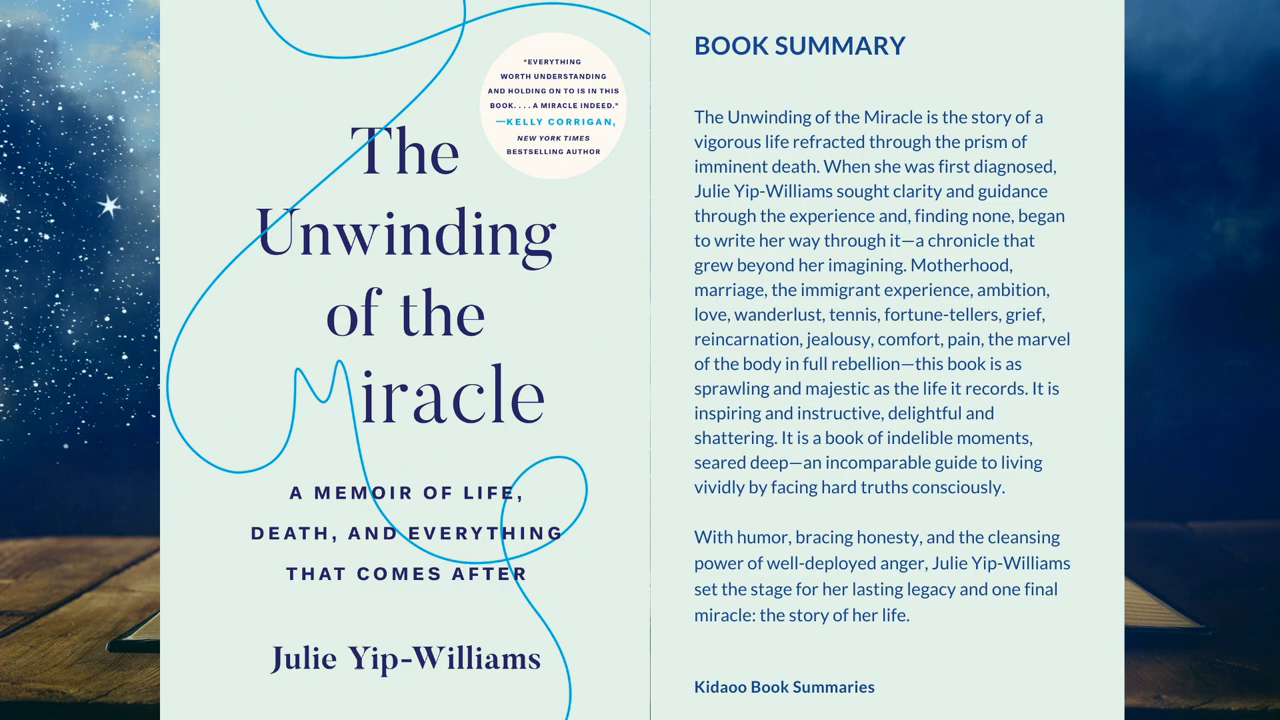 "EVERYTHING
WORTH UNDERSTANDING
AND HOLDING ON TO IS IN THIS
BOOK. . . . A MIRACLE INDEED."
—KELLY CORRIGAN,
NEW YORK TIMES
BESTSELLING AUTHOR
The
Unwinding
of the
Miracle
A MEMOIR OF LIFE,
DEATH, AND EVERYTHING
THAT COMES AFTER
Julie Yip-Williams
BOOK SUMMARY
The Unwinding of the Miracle is the story of a
vigorous life refracted through the prism of
imminent death. When she was first diagnosed,
Julie Yip-Williams sought clarity and guidance
through the experience and, finding none, began
to write her way through it—a chronicle that
grew beyond her imagining. Motherhood,
marriage, the immigrant experience, ambition,
love, wanderlust, tennis, fortune-tellers, grief,
reincarnation, jealousy, comfort, pain, the marvel
of the body in full rebellion—this book is as
sprawling and majestic as the life it records. It is
inspiring and instructive, delightful and
shattering. It is a book of indelible moments,
seared deep—an incomparable guide to living
vividly by facing hard truths consciously.
With humor, bracing honesty, and the cleansing
power of well-deployed anger, Julie Yip-Williams
set the stage for her lasting legacy and one final
miracle: the story of her life.
Kidaoo Book Summaries